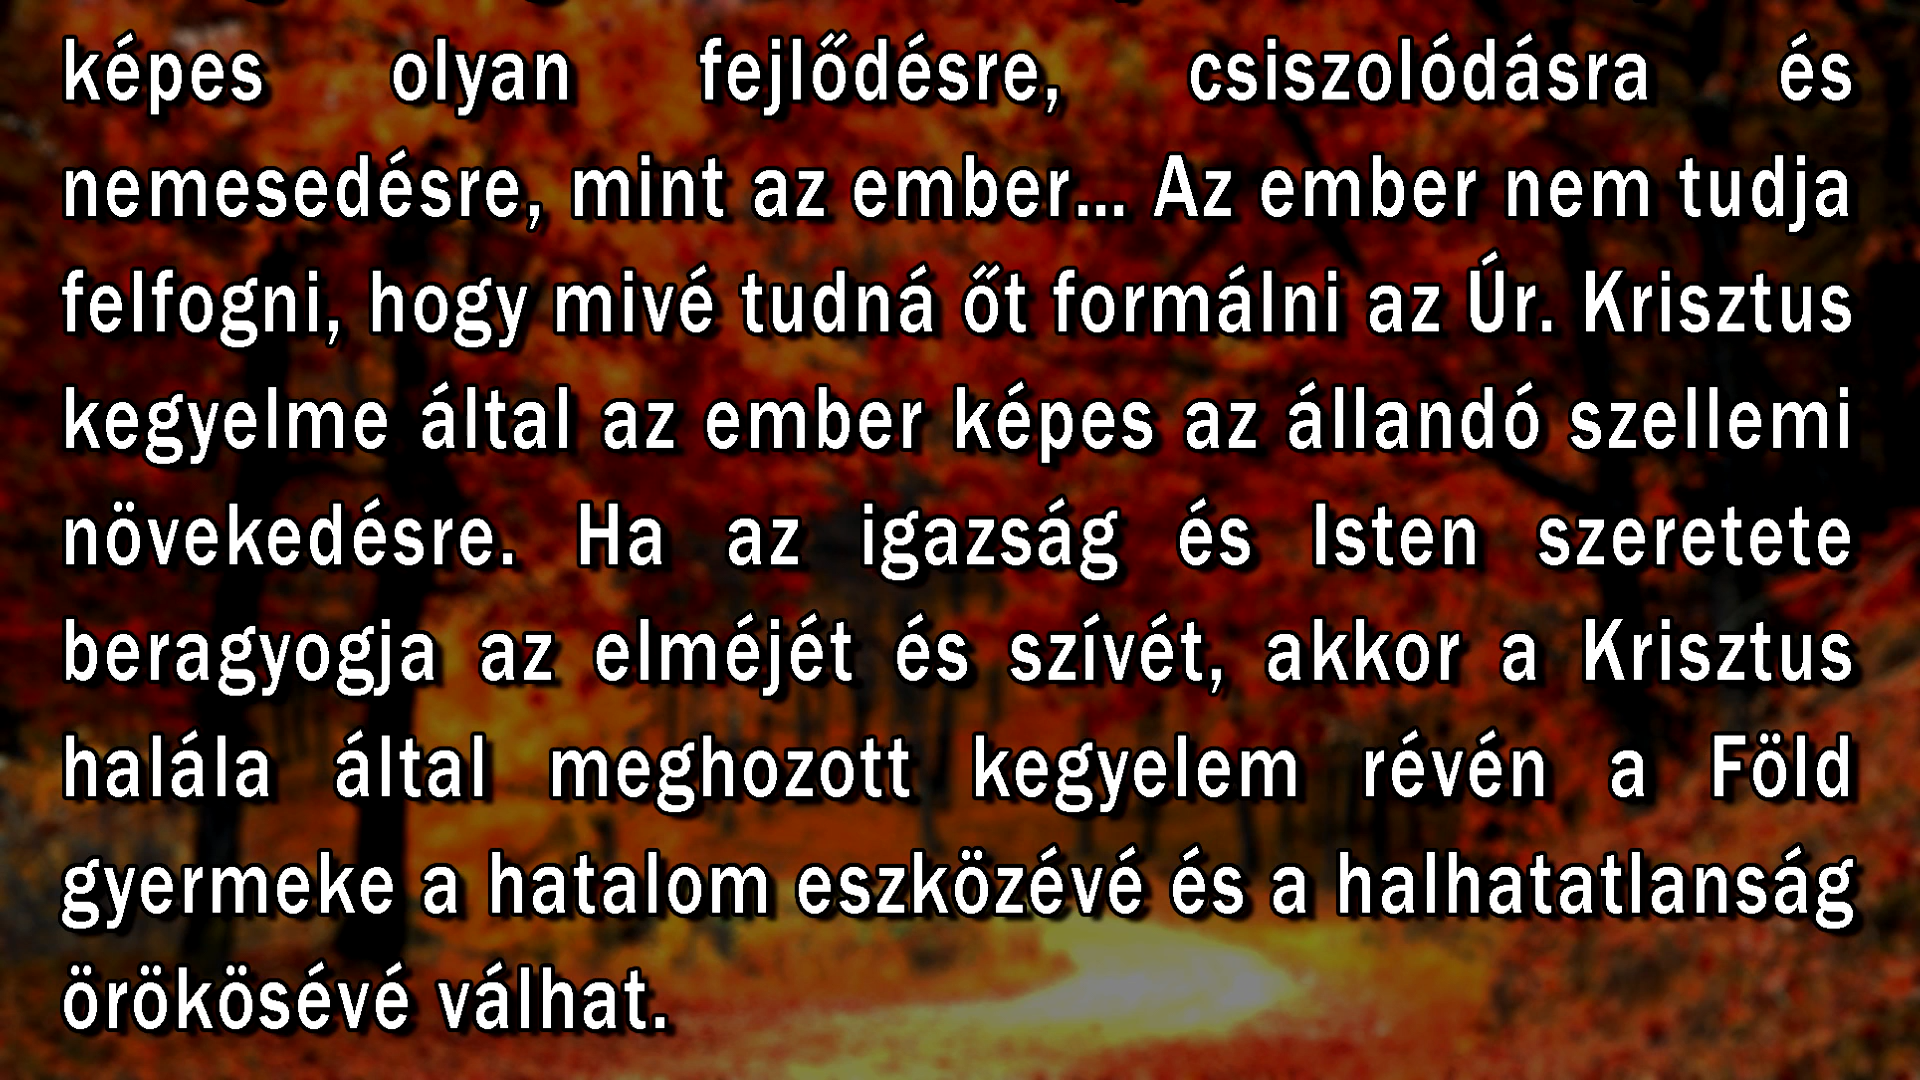 képes olyan fejlődésre, csiszolódásra és
nemesedésre, mint az ember... Az ember nem tudja
felfogni, hogy mivé tudná őt formálni az Úr. Krisztus
kegyelme által az ember képes az állandó szellemi
növekedésre. Ha az igazság és Isten szeretete
beragyogja az elméjét és szívét, akkor a Krisztus
halála által meghozott kegyelem révén a Föld
gyermeke a hatalom eszközévé és a halhatatlanság
örökösévé válhat.